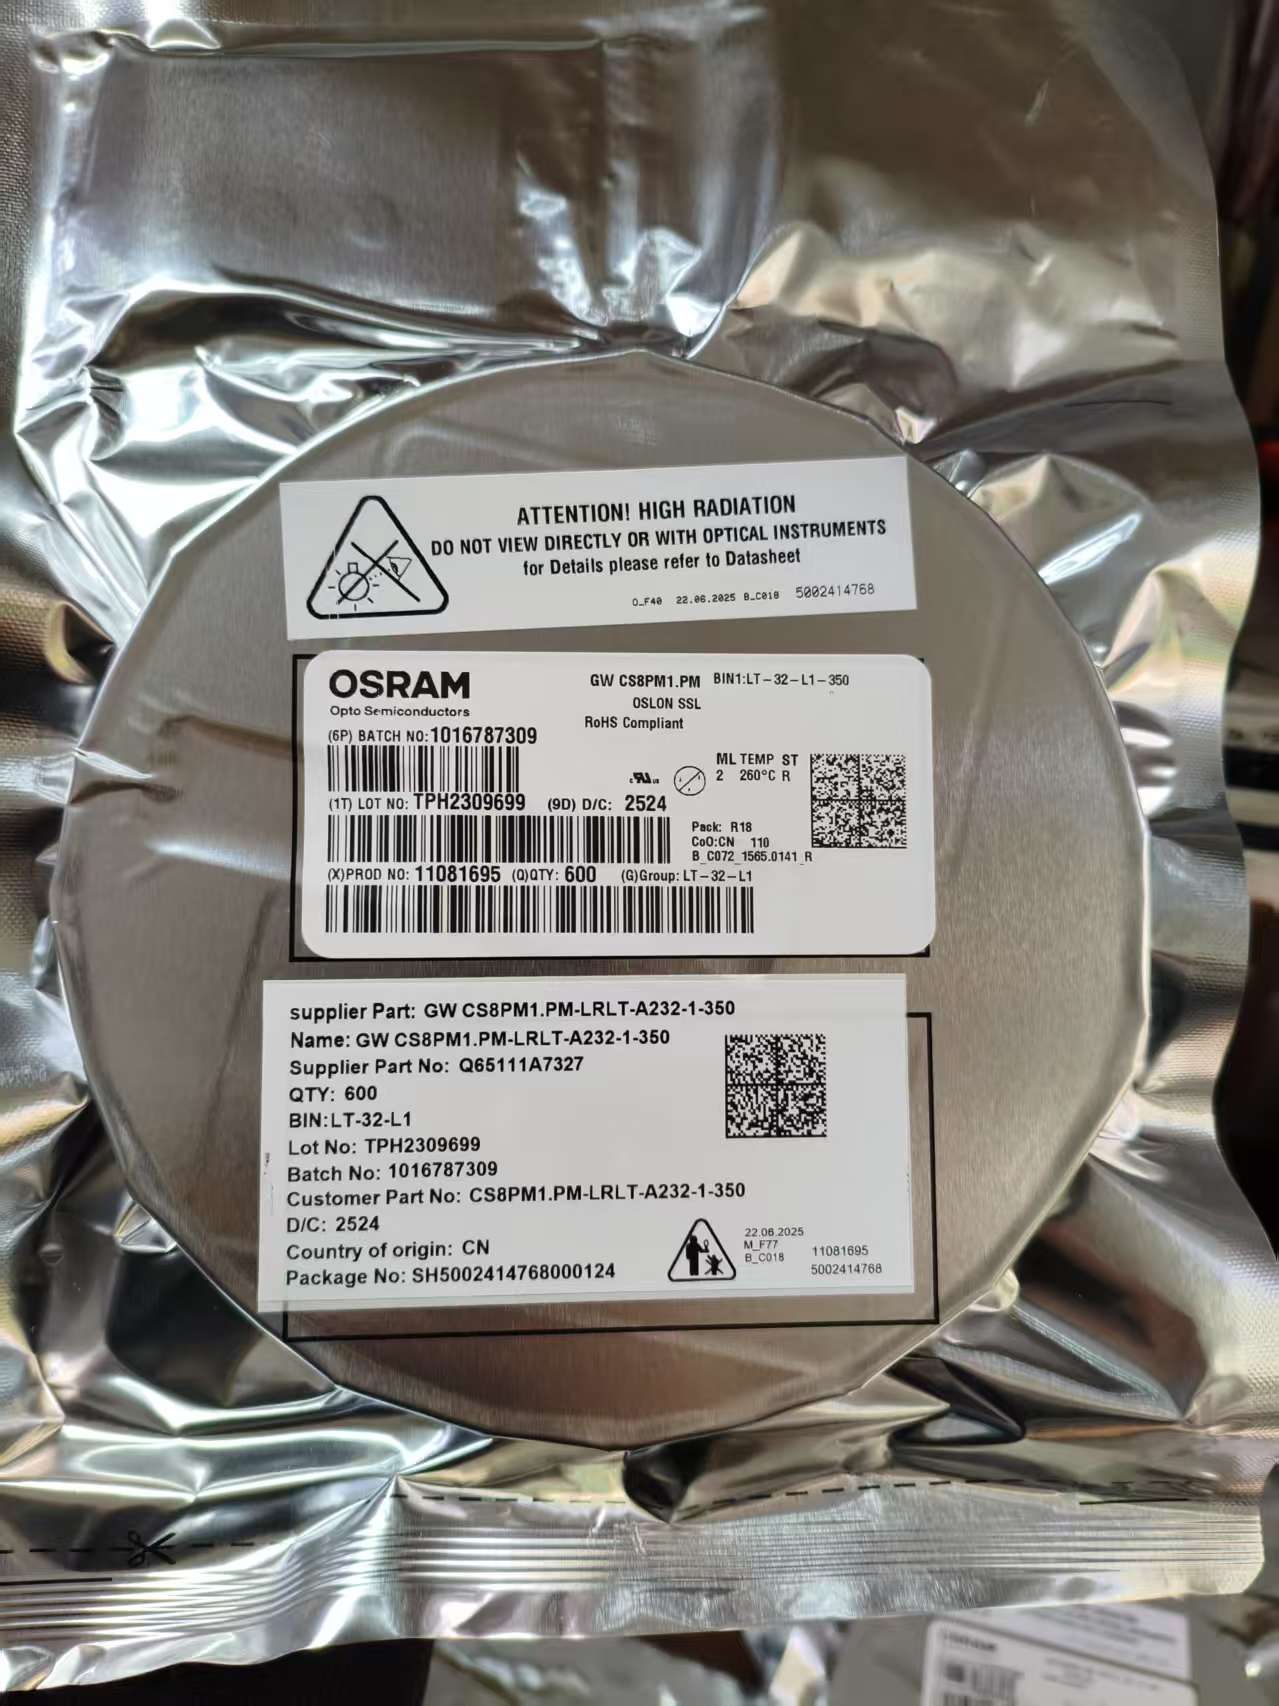 ATTENTION! HIGH RADIATION
DO NOT VIEW DIRECTLY OR WITH OPTICAL INSTRUMENTS
for Details please refer to Datasheet
O_F40 22.06.2025 B_C018 5002414768
OSRAM
Opto Semiconductors
GW CS8PM1.PM BIN1:LT-32-L1-350
OSLON SSL
RoHS Compliant
(6P) BATCH NO:1016787309
ML TEMP ST
2 260°C R
(1T) LOT NO: TPH2309699 (9D) D/C: 2524
Pack: R18
CoO:CN 110
B_C072_1565.0141_R
(X)PROD NO: 11081695 (Q)QTY: 600 (G)Group: LT-32-L1
supplier Part: GW CS8PM1.PM-LRLT-A232-1-350
Name: GW CS8PM1.PM-LRLT-A232-1-350
Supplier Part No: Q65111A7327
QTY: 600
BIN:LT-32-L1
Lot No: TPH2309699
Batch No: 1016787309
Customer Part No: CS8PM1.PM-LRLT-A232-1-350
D/C: 2524
Country of origin: CN
Package No: SH5002414768000124
22.06.2025
M_F77
B_C018
11081695
5002414768
OSRAM